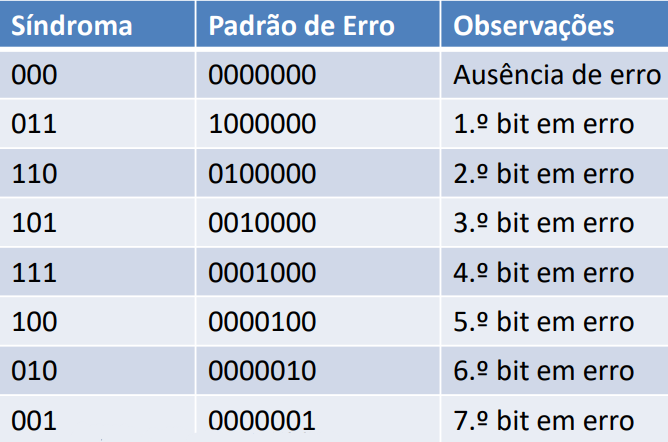 Síndroma Padrão de Erro Observações
000 0000000 Ausência de erro
011 1000000 1.º bit em erro
110 0100000 2.º bit em erro
101 0010000 3.º bit em erro
111 0001000 4.º bit em erro
100 0000100 5.º bit em erro
010 0000010 6.º bit em erro
001 0000001 7.º bit em erro